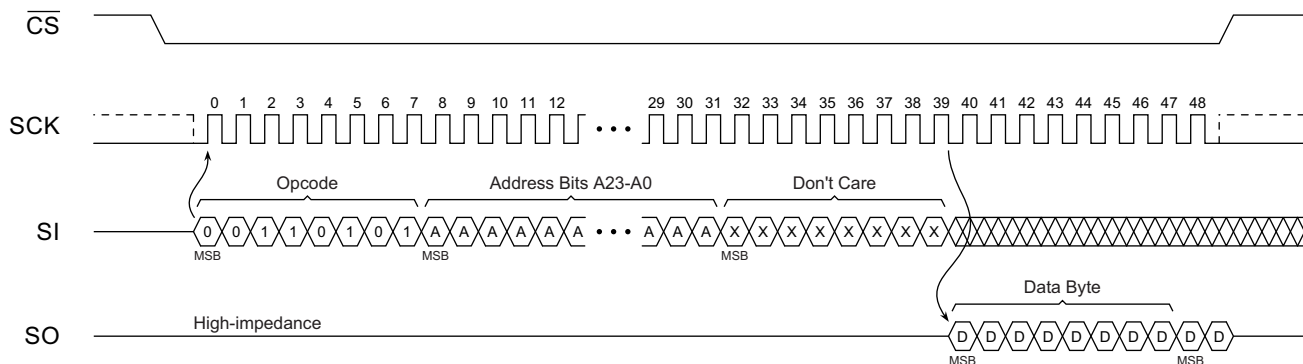 CS
0 1 2 3 4 5 6 7 8 9 10 11 12 29 30 31 32 33 34 35 36 37 38 39 40 41 42 43 44 45 46 47 48
SCK
Opcode Address Bits A23-A0 Don't Care
SI 0 0 1 1 0 1 0 1 A A A A A A A A A X X X X X X X X
MSB MSB MSB
Data Byte
High-impedance
SO D D D D D D D D D D
MSB MSB